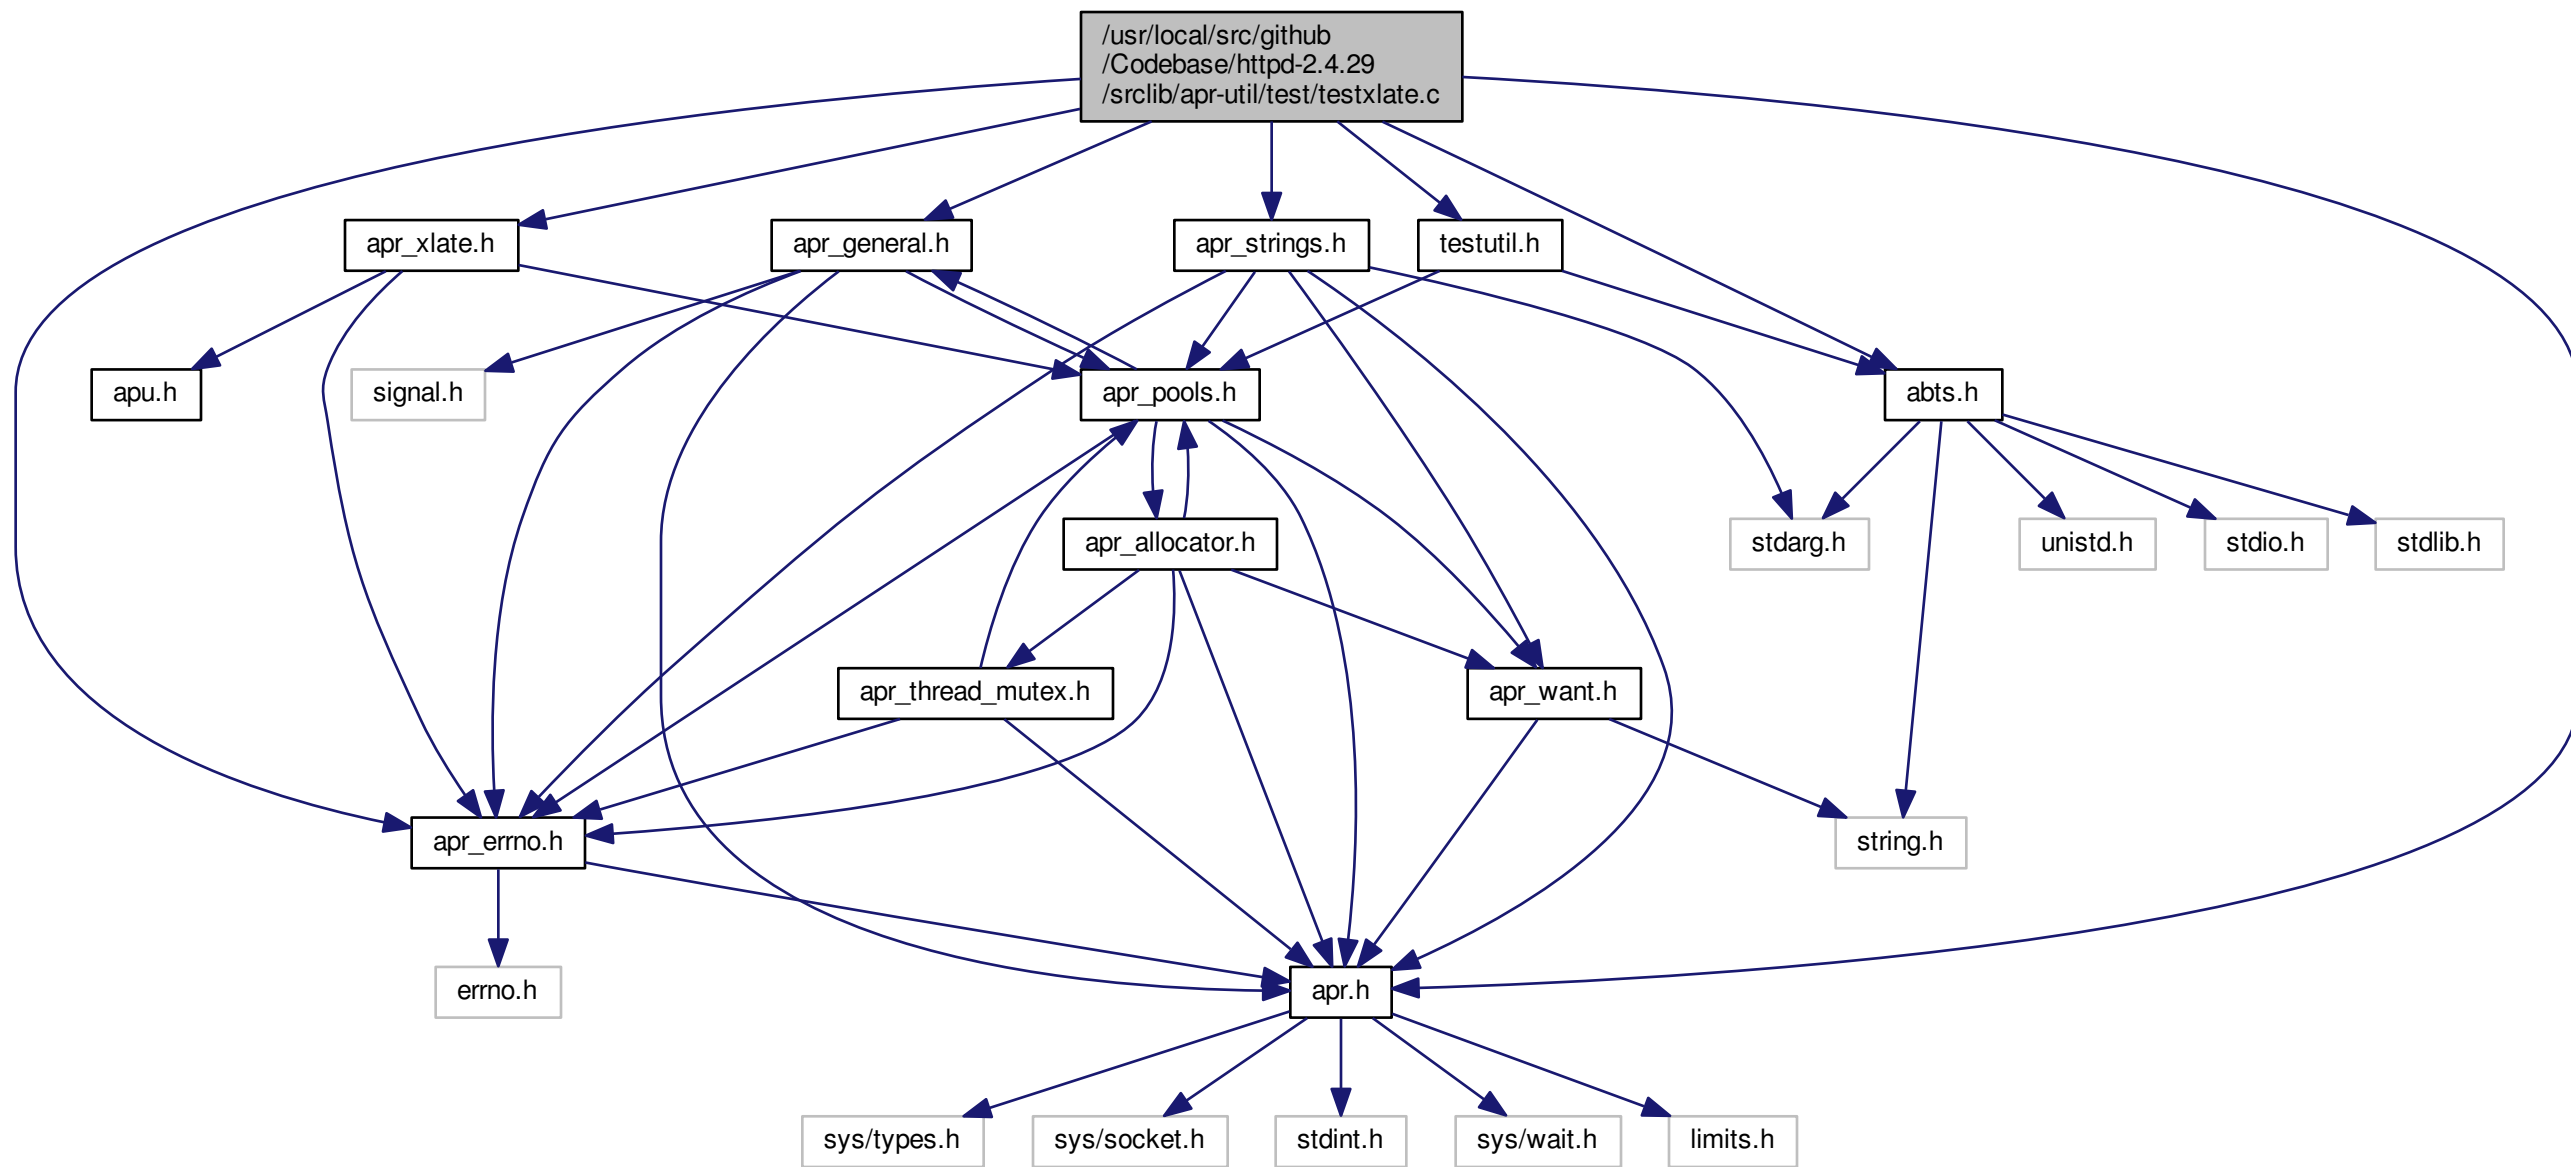 /usr/local/src/github
/Codebase/httpd-2.4.29
/srclib/apr-util/test/testxlate.c
apr_xlate.h
apr_general.h
apr_strings.h
testutil.h
apu.h
signal.h
apr_pools.h
abts.h
apr_allocator.h
stdarg.h
unistd.h
stdio.h
stdlib.h
apr_thread_mutex.h
apr_want.h
apr_errno.h
string.h
errno.h
apr.h
sys/types.h
sys/socket.h
stdint.h
sys/wait.h
limits.h